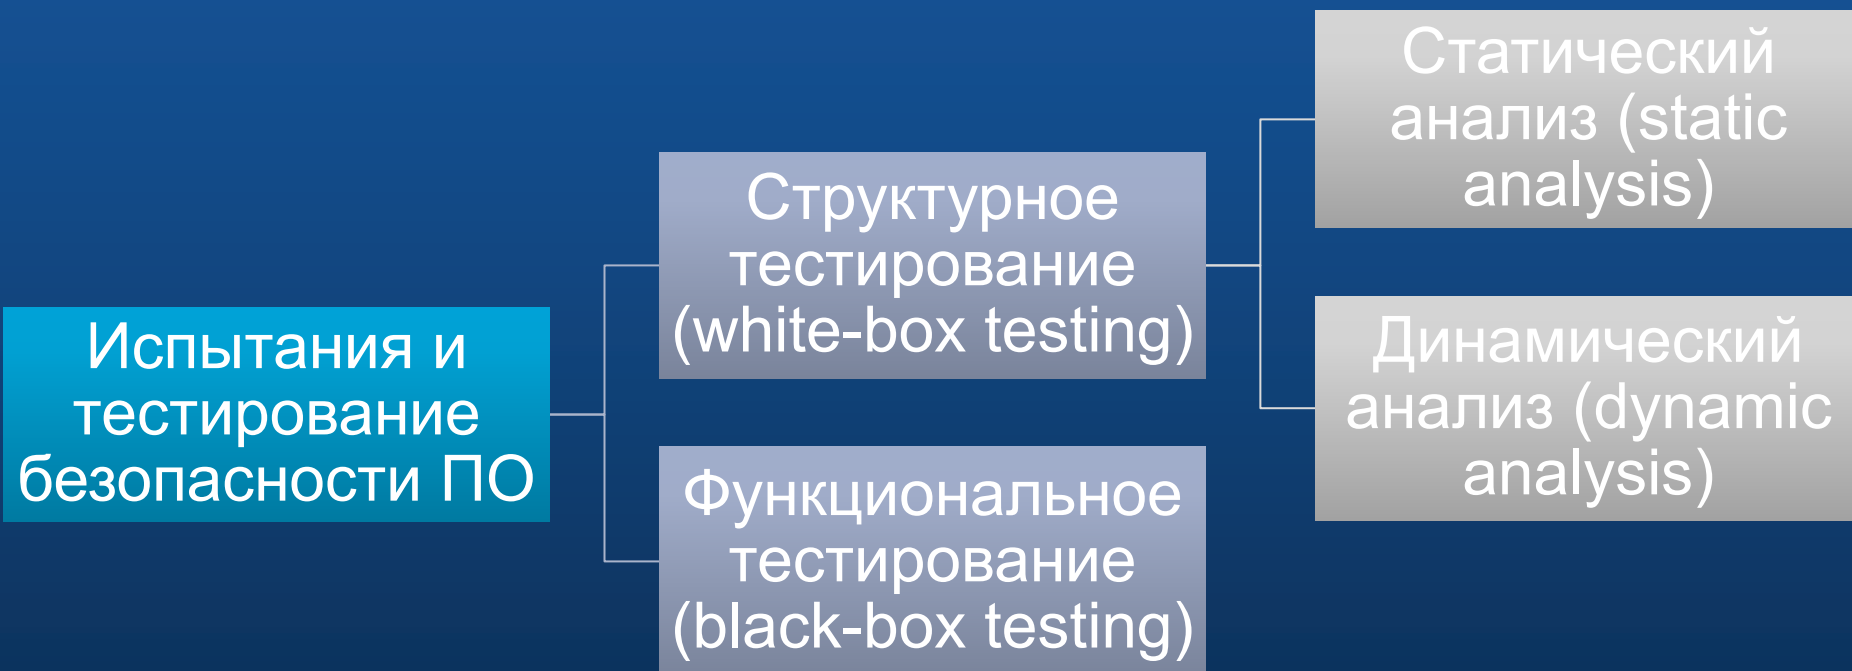 Испытания и
тестирование
безопасности ПО
Структурное
тестирование
(white-box testing)
Функциональное
тестирование
(black-box testing)
Статический
анализ (static
analysis)
Динамический
анализ (dynamic
analysis)